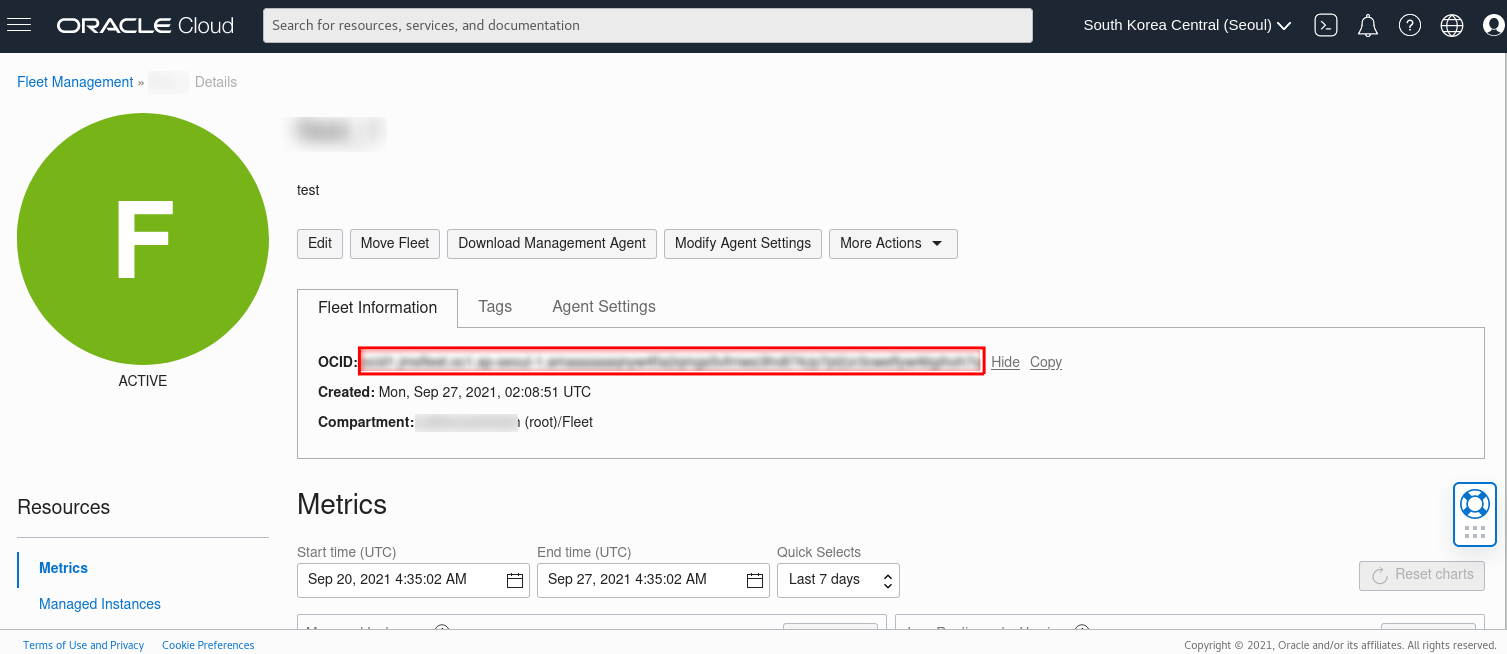 ORACLE Cloud
Search for resources, services, and documentation
South Korea Central (Seoul)
Fleet Management » Details
F
ACTIVE
test
Edit
Move Fleet
Download Management Agent
Modify Agent Settings
More Actions
Fleet Information
Tags
Agent Settings
OCID: Hide Copy
Created: Mon, Sep 27, 2021, 02:08:51 UTC
Compartment: (root)/Fleet
Resources
Metrics
Managed Instances
Metrics
Start time (UTC)
Sep 20, 2021 4:35:02 AM
End time (UTC)
Sep 27, 2021 4:35:02 AM
Quick Selects
Last 7 days
Reset charts
Terms of Use and Privacy
Cookie Preferences
Copyright © 2021, Oracle and/or its affiliates. All rights reserved.